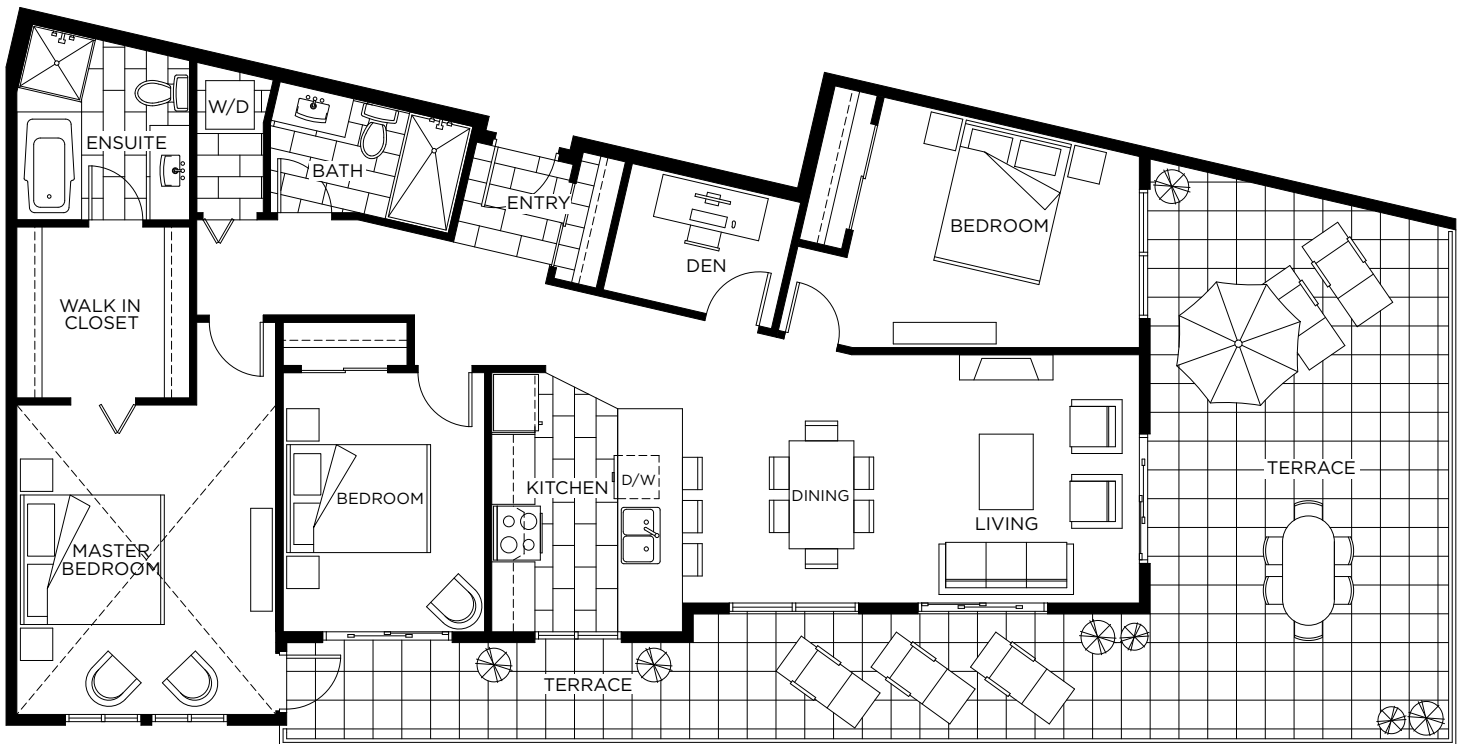 W/D
ENSUITE
BATH
ENTRY
BEDROOM
DEN
WALK IN
CLOSET
TERRACE
D/W
KITCHEN
BEDROOM
DINING
LIVING
MASTER
BEDROOM
TERRACE